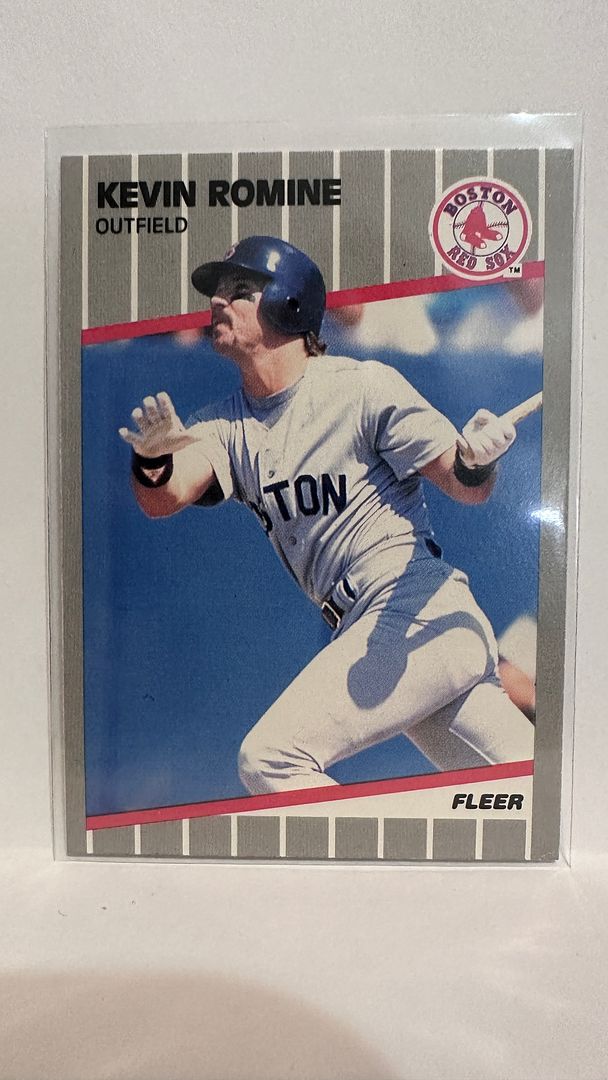 KEVIN ROMINE
OUTFIELD
BOSTON
RED SOX
TM
STON
FLEER